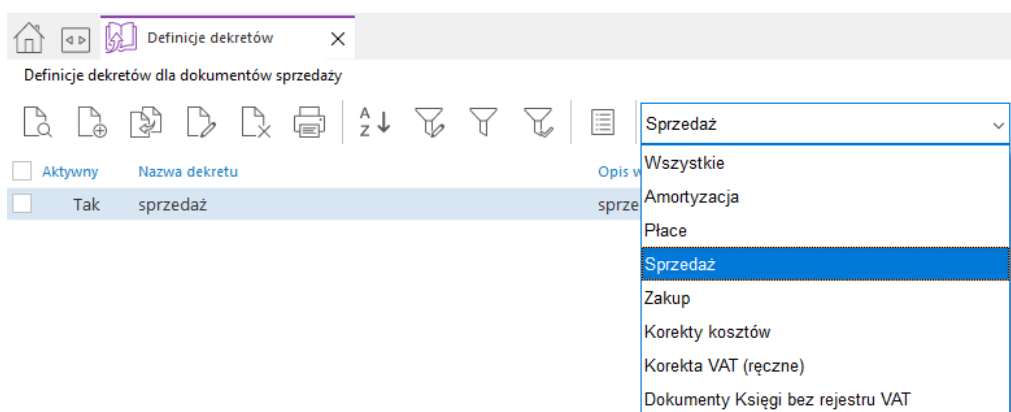 Definicje dekretów
Definicje dekretów dla dokumentów sprzedaży
A
Z
Sprzedaż
Aktywny Nazwa dekretu Opis w
Tak sprzedaż sprze
Wszystkie
Amortyzacja
Płace
Sprzedaż
Zakup
Korekty kosztów
Korekta VAT (ręczne)
Dokumenty Księgi bez rejestru VAT